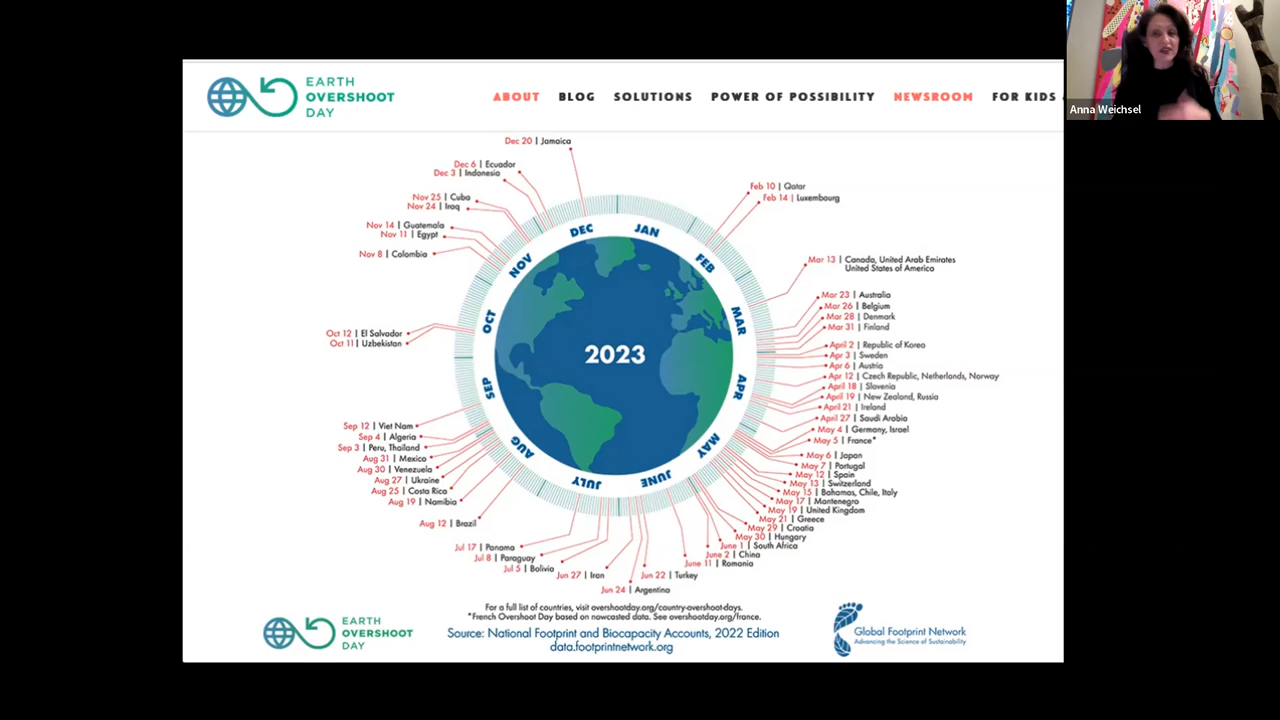 EARTH
OVERSHOOT
DAY
ABOUT BLOG SOLUTIONS POWER OF POSSIBILITY NEWSROOM FOR KIDS
Anna Weichsel
Dec 20 | Jamaica
Dec 6 | Ecuador
Dec 3 | Indonesia
Nov 25 | Cuba
Nov 24 | Iraq
Nov 14 | Guatemala
Nov 11 | Egypt
Nov 8 | Colombia
Oct 12 | El Salvador
Oct 11 | Uzbekistan
Sep 12 | Viet Nam
Sep 4 | Algeria
Sep 3 | Peru, Thailand
Aug 31 | Mexico
Aug 30 | Venezuela
Aug 27 | Ukraine
Aug 25 | Costa Rica
Aug 19 | Namibia
Aug 12 | Brazil
Jul 17 | Panama
Jul 8 | Paraguay
Jul 5 | Bolivia
Jun 27 | Iran
Jun 24 | Argentina
Jun 22 | Turkey
Feb 10 | Qatar
Feb 14 | Luxembourg
Mar 13 | Canada, United Arab Emirates
United States of America
Mar 23 | Australia
Mar 26 | Belgium
Mar 28 | Denmark
Mar 31 | Finland
April 2 | Republic of Korea
Apr 3 | Sweden
Apr 6 | Austria
Apr 12 | Czech Republic, Netherlands, Norway
April 18 | Slovenia
April 19 | New Zealand, Russia
April 21 | Ireland
April 27 | Saudi Arabia
May 4 | Germany, Israel
May 5 | France*
May 6 | Japan
May 7 | Portugal
May 12 | Spain
May 13 | Switzerland
May 15 | Bahamas, Chile, Italy
May 17 | Montenegro
May 19 | United Kingdom
May 21 | Greece
May 29 | Croatia
May 30 | Hungary
June 1 | South Africa
June 2 | China
June 11 | Romania
JAN
FEB
MAR
APR
MAY
JUNE
JULY
AUG
SEP
OCT
NOV
DEC
2023
For a full list of countries, visit overshootday.org/country-overshoot-days.
*French Overshoot Day based on nowcasted data. See overshootday.org/france.
Source: National Footprint and Biocapacity Accounts, 2022 Edition
data.footprintnetwork.org
EARTH
OVERSHOOT
DAY
Global Footprint Network
Advancing the Science of Sustainability